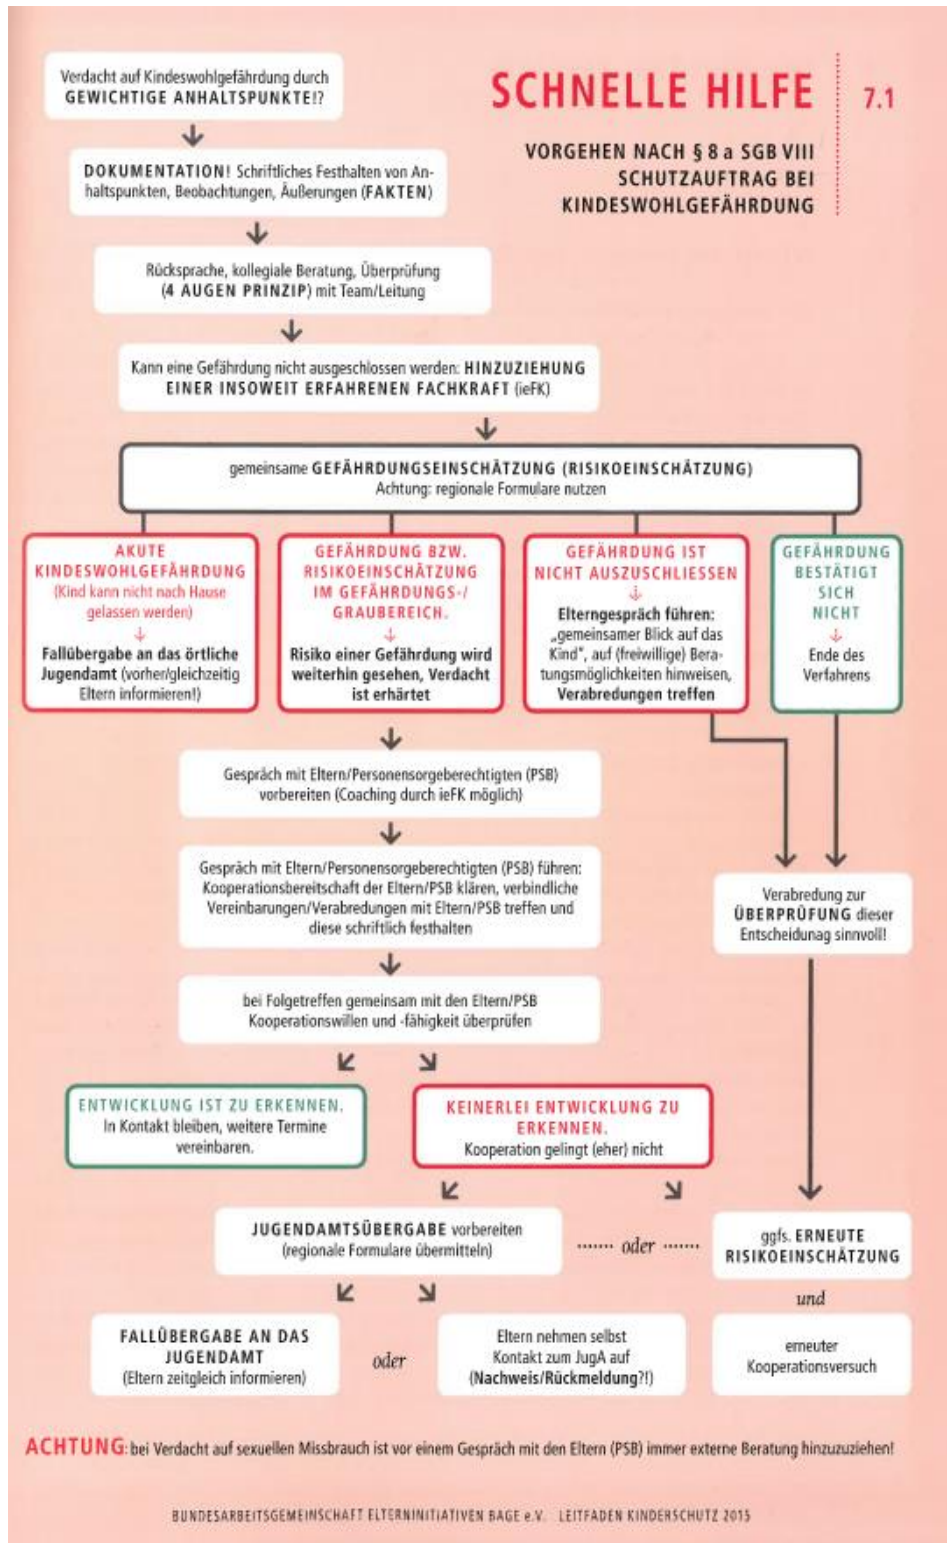 Verdacht auf Kindeswohlgefährdung durch
GEWICHTIGE ANHALTSPUNKTE!?
SCHNELLE HILFE
7.1
VORGEHEN NACH § 8 a SGB VIII
SCHUTZAUFTRAG BEI
KINDESWOHLGEFÄHRDUNG
DOKUMENTATION! Schriftliches Festhalten von An-
haltspunkten, Beobachtungen, Äußerungen (FAKTEN)
Rücksprache, kollegiale Beratung, Überprüfung
(4 AUGEN PRINZIP) mit Team/Leitung
Kann eine Gefährdung nicht ausgeschlossen werden: HINZUZIEHUNG
EINER INSOWEIT ERFAHRENEN FACHKRAFT (ieFK)
gemeinsame GEFÄHRDUNGSEINSCHÄTZUNG (RISIKOEINSCHÄTZUNG)
Achtung: regionale Formulare nutzen
AKUTE
KINDESWOHLGEFÄHRDUNG
(Kind kann nicht nach Hause
gelassen werden)
Fallübergabe an das örtliche
Jugendamt (vorher/gleichzeitig
Eltern informieren!)
GEFÄHRDUNG BZW.
RISIKOEINSCHÄTZUNG
IM GEFÄHRDUNGS-/
GRAUBEREICH.
Risiko einer Gefährdung wird
weiterhin gesehen, Verdacht
ist erhärtet
GEFÄHRDUNG IST
NICHT AUSZUSCHLIESSEN
Elterngespräch führen:
„gemeinsamer Blick auf das
Kind“, auf (freiwillige) Bera-
tungsmöglichkeiten hinweisen,
Verabredungen treffen
GEFÄHRDUNG
BESTÄTIGT
SICH
NICHT
Ende des
Verfahrens
Gespräch mit Eltern/Personensorgeberechtigten (PSB)
vorbereiten (Coaching durch ieFK möglich)
Gespräch mit Eltern/Personensorgeberechtigten (PSB) führen:
Kooperationsbereitschaft der Eltern/PSB klären, verbindliche
Vereinbarungen/Verabredungen mit Eltern/PSB treffen und
diese schriftlich festhalten
Verabredung zur
ÜBERPRÜFUNG dieser
Entscheidunag sinnvoll!
bei Folgetreffen gemeinsam mit den Eltern/PSB
Kooperationswillen und -fähigkeit überprüfen
ENTWICKLUNG IST ZU ERKENNEN.
In Kontakt bleiben, weitere Termine
vereinbaren.
KEINERLEI ENTWICKLUNG ZU
ERKENNEN.
Kooperation gelingt (eher) nicht
JUGENDAMTSÜBERGABE vorbereiten
(regionale Formulare übermitteln)
....... oder .......
ggfs. ERNEUTE
RISIKOEINSCHÄTZUNG
und
FALLÜBERGABE AN DAS
JUGENDAMT
(Eltern zeitgleich informieren)
oder
Eltern nehmen selbst
Kontakt zum JugA auf
(Nachweis/Rückmeldung?!)
erneuter
Kooperationsversuch
ACHTUNG: bei Verdacht auf sexuellen Missbrauch ist vor einem Gespräch mit den Eltern (PSB) immer externe Beratung hinzuzuziehen!
BUNDESARBEITSGEMEINSCHAFT ELTERNINITIATIVEN BAGE e.V. LEITFADEN KINDERSCHUTZ 2015